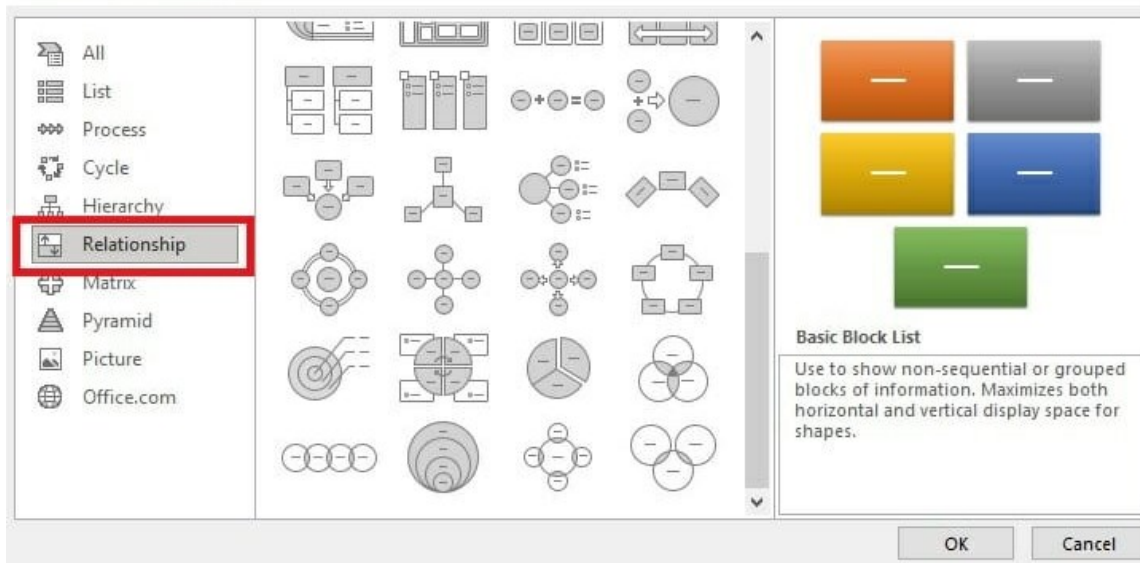 All
List
Process
Cycle
Hierarchy
Relationship
Matrix
Pyramid
Picture
Office.com
Basic Block List
Use to show non-sequential or grouped
blocks of information. Maximizes both
horizontal and vertical display space for
shapes.
OK
Cancel